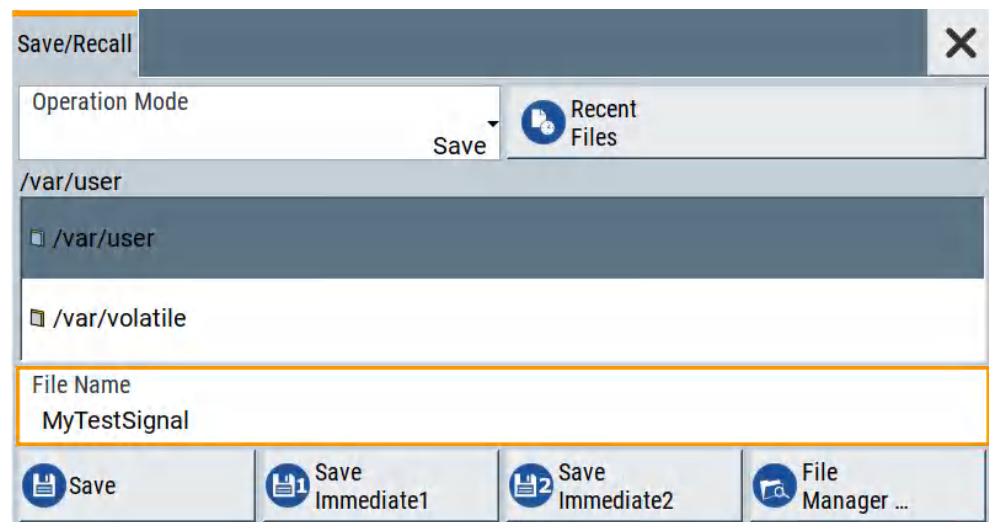 Save/Recall
Operation Mode
Save
Recent
Files
/var/user
/var/user
/var/volatile
File Name
MyTestSignal
Save
Save
Immediate1
Save
Immediate2
File
Manager ...